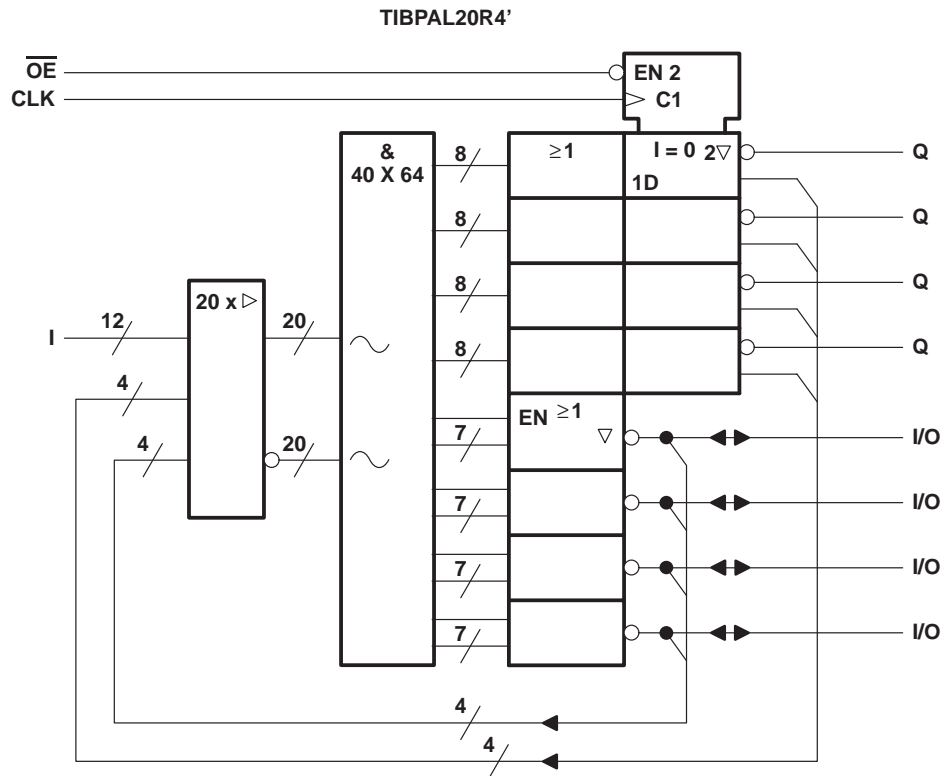 TIBPAL20R4'
OE
EN 2
CLK
C1
&
40 X 64
8
≥1
I = 0 2▽
Q
1D
8
Q
8
Q
20 x ▷
I
12
20
8
Q
4
EN ≥1
▽
7
I/O
4
20
7
I/O
7
I/O
7
I/O
4
4